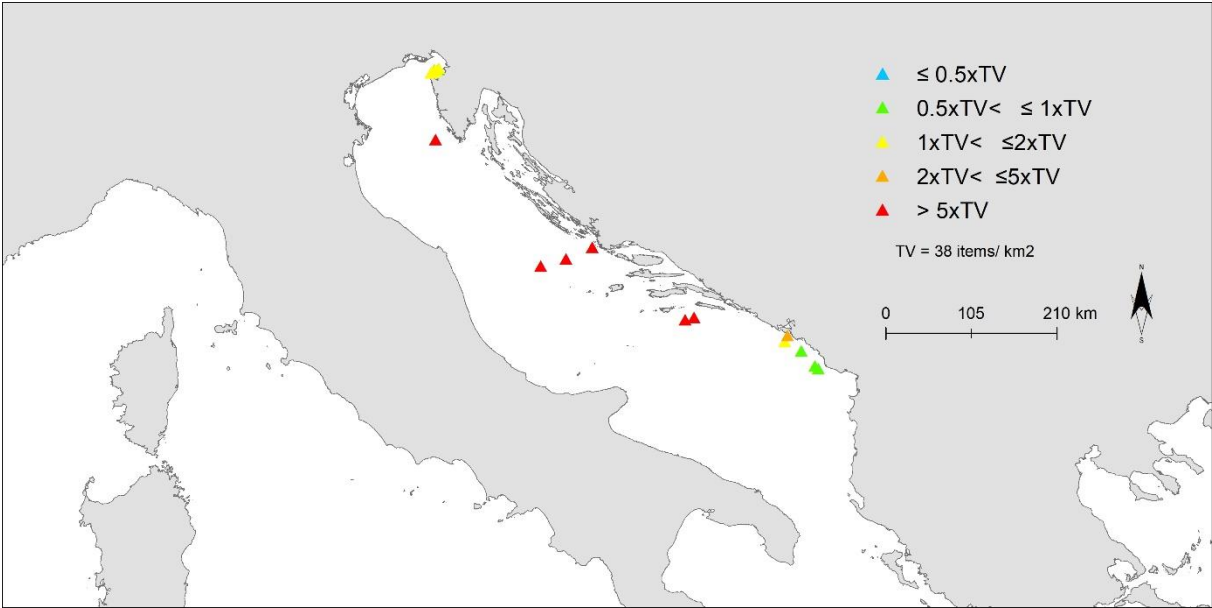 ≤ 0.5xTV
0.5xTV< ≤ 1xTV
1xTV< ≤2xTV
2xTV< ≤5xTV
> 5xTV
TV = 38 items/ km2
N
0 105 210 km
S